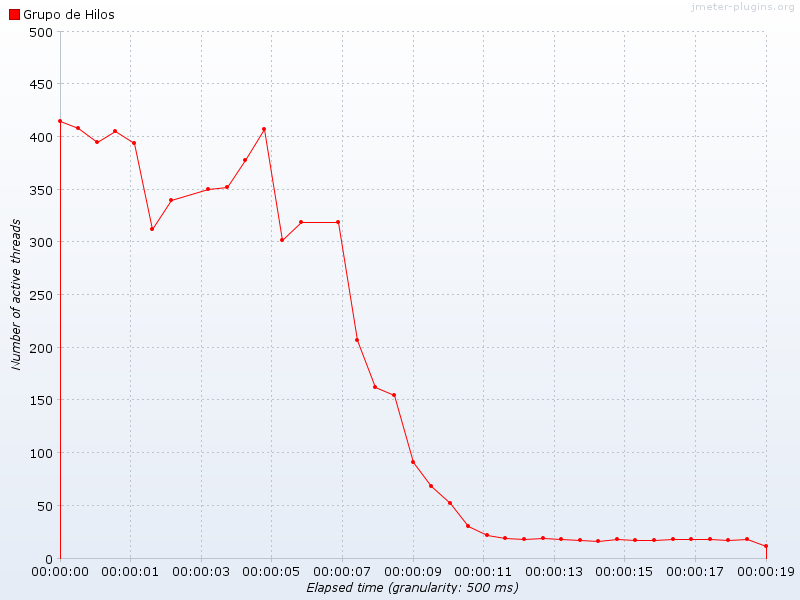 jmeter-plugins.org
Grupo de Hilos
500
450
400
350
300
250
200
150
100
50
0
Number of active threads
00:00:00 00:00:01 00:00:03 00:00:05 00:00:07 00:00:09 00:00:11 00:00:13 00:00:15 00:00:17 00:00:19
Elapsed time (granularity: 500 ms)